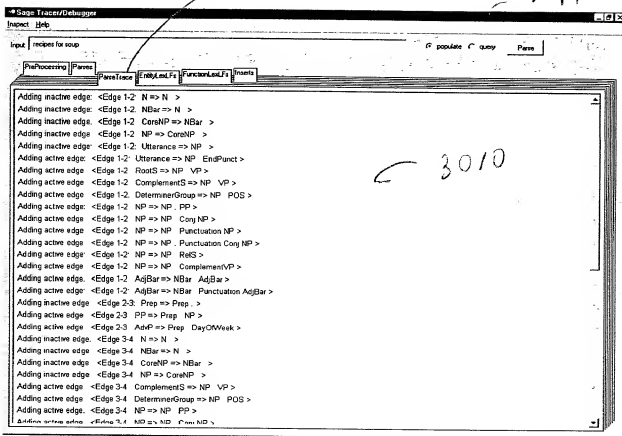 Sage Tracer/Debugger
Inspect Help
Input recipes for soup populate query Parse
PreProcessing Parses ParseTrace EntityLexLFs FunctionLexLFs Inserts
Adding inactive edge: <Edge 1-2: N => N >
Adding inactive edge: <Edge 1-2. NBar => N >
Adding inactive edge. <Edge 1-2 CoreNP => NBar >
Adding inactive edge <Edge 1-2 NP => CoreNP >
Adding inactive edge <Edge 1-2: Utterance => NP >
Adding active edge: <Edge 1-2 Utterance => NP EndPunct >
Adding active edge <Edge 1-2 RootS => NP VP >
Adding active edge <Edge 1-2 ComplementS => NP VP >
Adding active edge <Edge 1-2. DeterminerGroup => NP POS >
Adding active edge: <Edge 1-2 NP => NP . PP >
Adding active edge <Edge 1-2 NP => NP Conj NP >
Adding active edge <Edge 1-2 NP => NP Punctuation NP >
Adding active edge <Edge 1-2 NP => NP . Punctuation Conj NP >
Adding active edge <Edge 1-2 NP => NP RelS >
Adding active edge <Edge 1-2 NP => NP ComplementVP >
Adding active edge. <Edge 1-2 AdjBar => NBar AdjBar >
Adding active edge <Edge 1-2 AdjBar => NBar Punctuation AdjBar >
Adding inactive edge <Edge 2-3: Prep => Prep . >
Adding active edge <Edge 2-3 PP => Prep NP >
Adding active edge <Edge 2-3 AdvP => Prep DayOfWeek >
Adding inactive edge. <Edge 3-4 N => N >
Adding inactive edge <Edge 3-4 NBar => N >
Adding inactive edge <Edge 3-4 CoreNP => NBar >
Adding inactive edge <Edge 3-4 NP => CoreNP >
Adding active edge <Edge 3-4 ComplementS => NP VP >
Adding active edge <Edge 3-4 DeterminerGroup => NP POS >
Adding active edge. <Edge 3-4 NP => NP PP >
Adding active edge <Edge 3-4 NP => NP Conj NP >
3010